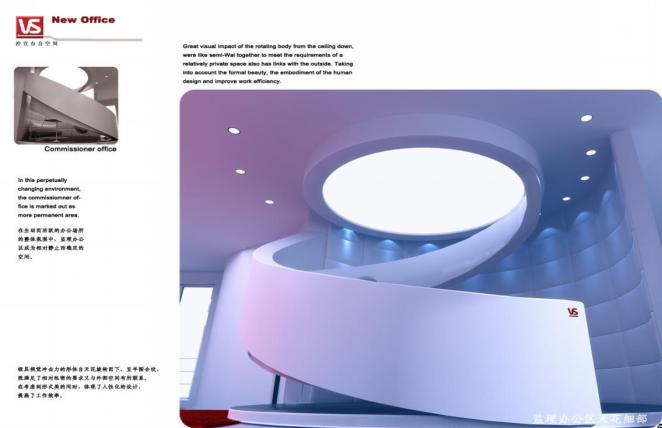 VS
New Office
沙宣办公空间
Commissioner office
In this perpetually
changing environment,
the commissiomner of-
fice is marked out as
more permanent area.
在生动而活跃的办公场所
的整体氛围中，监理办公
区成为相对静止而稳定的
空间。
极具视觉冲击力的形体自天花旋转而下，呈半围合状，
既满足了相对私密的要求又与外部空间有所联系。
在考虑到形式美的同时，体现了人性化的设计，
提高了工作效率。
Great visual impact of the rotating body from the ceiling down,
were like semi-Wai together to meet the requirements of a
relatively private space also has links with the outside. Taking
into account the formal beauty, the embodiment of the human
design and improve work efficiency.
VS
监理办公区天花细部